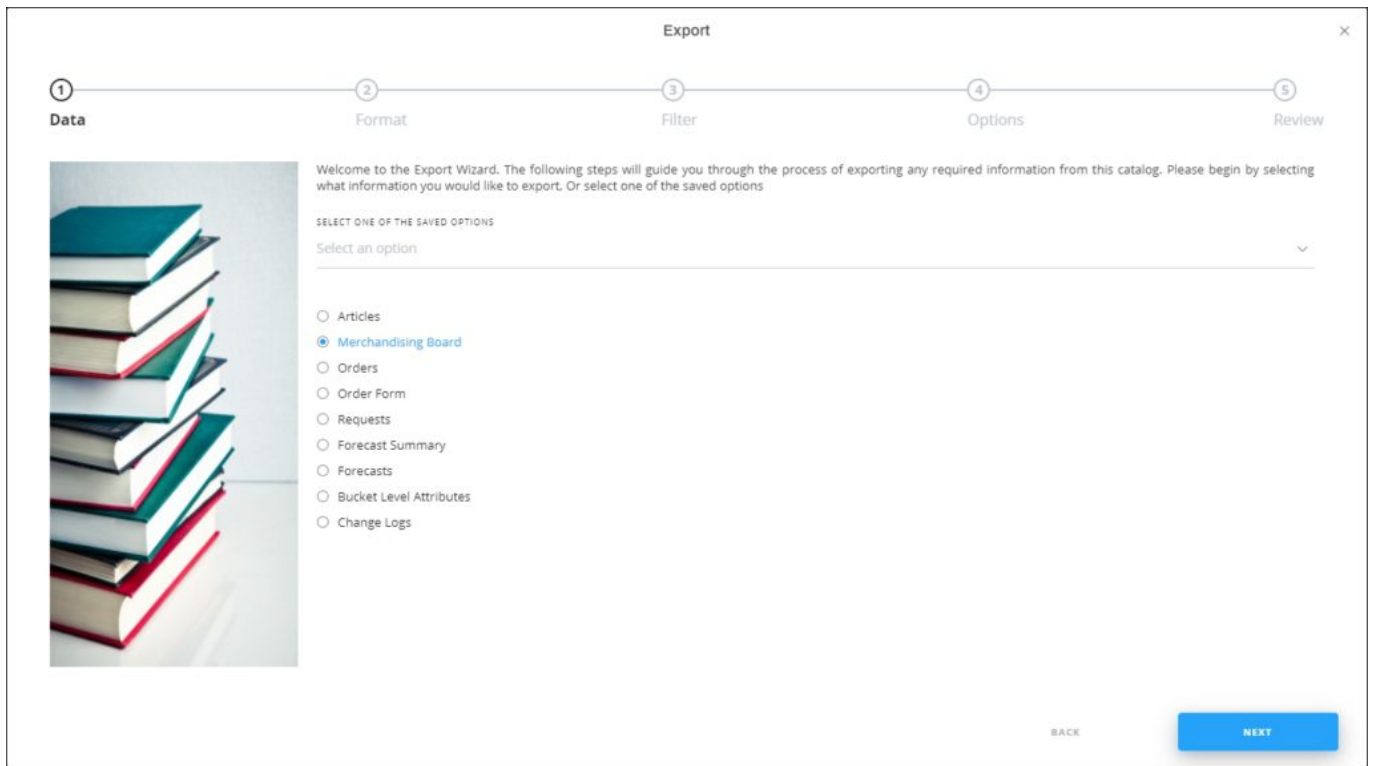 Export
1 2 3 4 5
Data Format Filter Options Review
Welcome to the Export Wizard. The following steps will guide you through the process of exporting any required information from this catalog. Please begin by selecting
what information you would like to export. Or select one of the saved options
SELECT ONE OF THE SAVED OPTIONS
Select an option
Articles
Merchandising Board
Orders
Order Form
Requests
Forecast Summary
Forecasts
Bucket Level Attributes
Change Logs
BACK NEXT